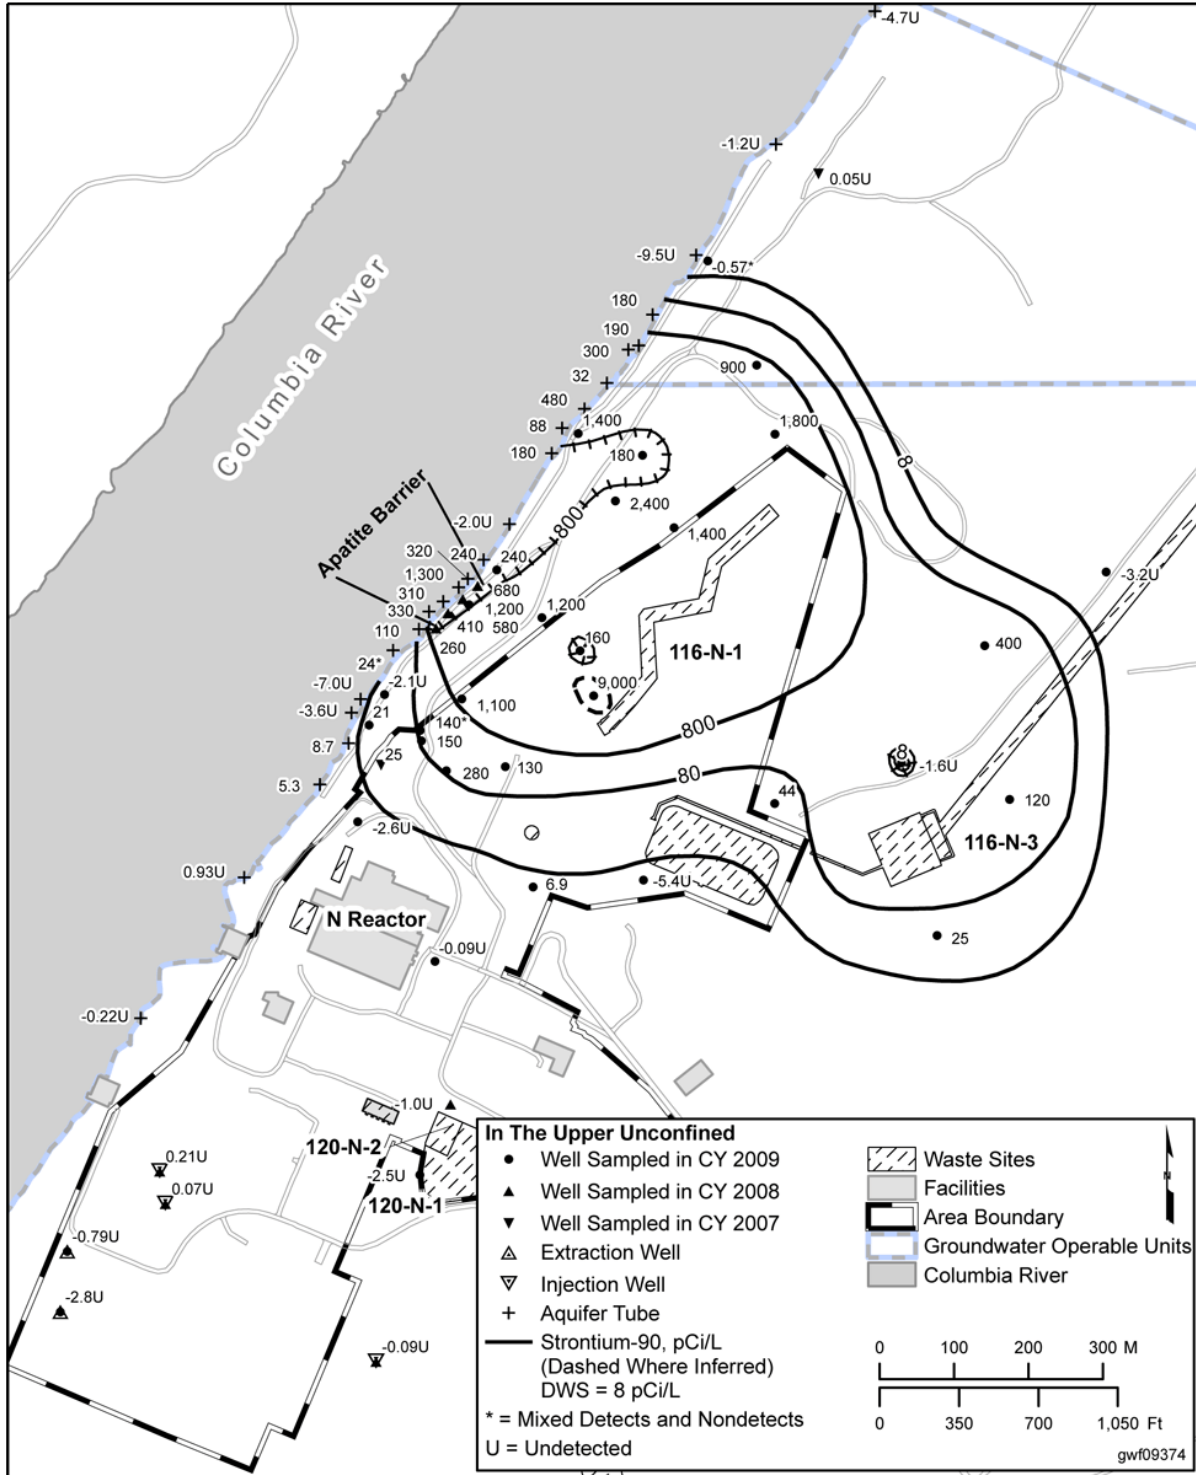 -4.7U
-1.2U
0.05U
-9.5U
-0.57*
180
190
300
900
32
480
1,400
88
1,800
8
180
180
Columbia River
2,400
800
-2.0U
1,400
Apatite Barrier
320
240
240
-3.2U
1,300
680
310
1,200
330
410
580
1,200
110
260
160
116-N-1
400
24*
-7.0U
-2.1U
9,000
-3.6U
21
1,100
140*
800
8.7
150
25
280
130
80
8
-1.6U
5.3
44
120
-2.6U
116-N-3
0.93U
6.9
-5.4U
N Reactor
25
-0.09U
-0.22U
-1.0U
120-N-2
-2.5U
120-N-1
0.21U
0.07U
-0.79U
-2.8U
-0.09U
In The Upper Unconfined
Well Sampled in CY 2009
Well Sampled in CY 2008
Well Sampled in CY 2007
Extraction Well
Injection Well
Aquifer Tube
Strontium-90, pCi/L
(Dashed Where Inferred)
DWS = 8 pCi/L
* = Mixed Detects and Nondetects
U = Undetected
Waste Sites
Facilities
Area Boundary
Groundwater Operable Units
Columbia River
N
0 100 200 300 M
0 350 700 1,050 Ft
gwf09374